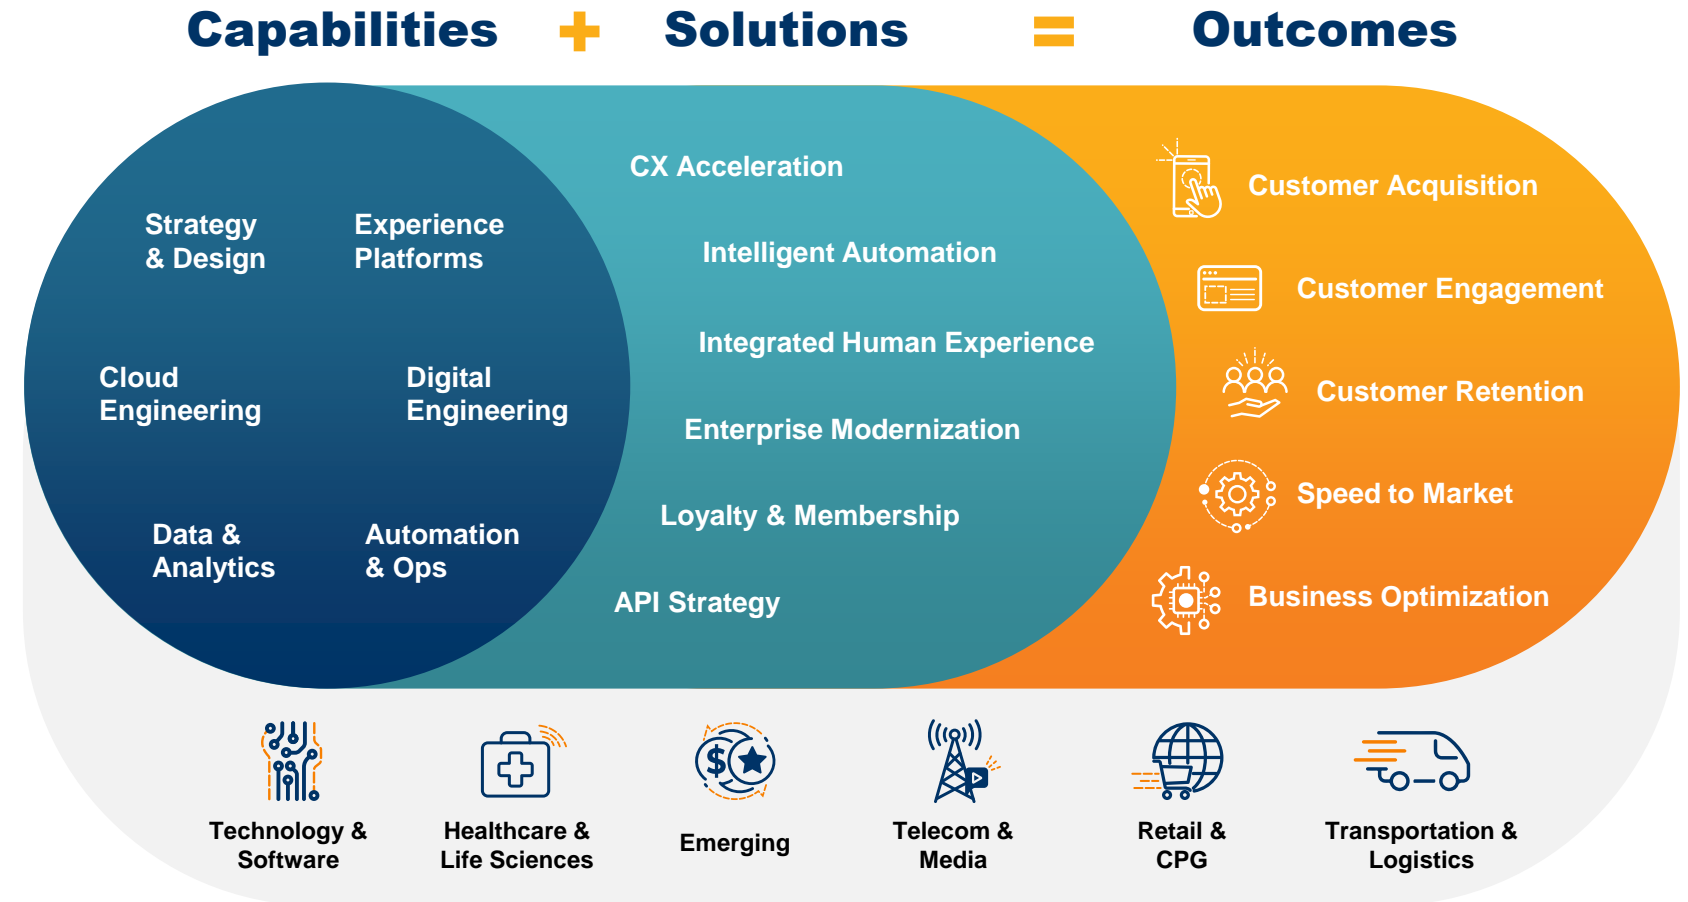 Capabilities + Solutions = Outcomes
Strategy
& Design
Experience
Platforms
Cloud
Engineering
Digital
Engineering
Data &
Analytics
Automation
& Ops
CX Acceleration
Intelligent Automation
Integrated Human Experience
Enterprise Modernization
Loyalty & Membership
API Strategy
Customer Acquisition
Customer Engagement
Customer Retention
Speed to Market
Business Optimization
$
Technology &
Software
Healthcare &
Life Sciences
Emerging
Telecom &
Media
Retail &
CPG
Transportation &
Logistics